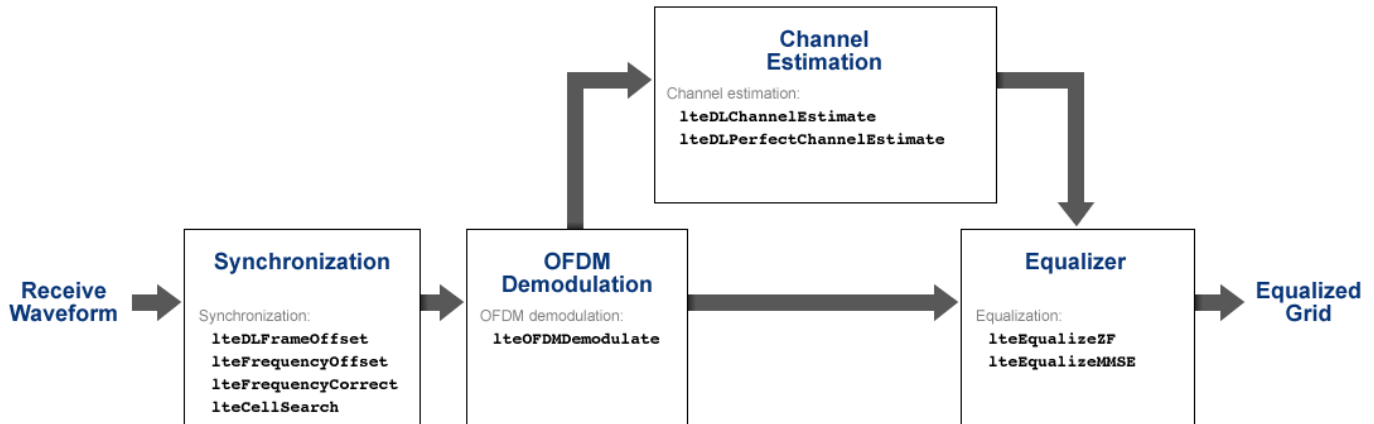 Channel
Estimation
Channel estimation:
lteDLChannelEstimate
lteDLPerfectChannelEstimate
Receive
Waveform
Synchronization
Synchronization:
lteDLFrameOffset
lteFrequencyOffset
lteFrequencyCorrect
lteCellSearch
OFDM
Demodulation
OFDM demodulation:
lteOFDMDemodulate
Equalizer
Equalization:
lteEqualizeZF
lteEqualizeMMSE
Equalized
Grid